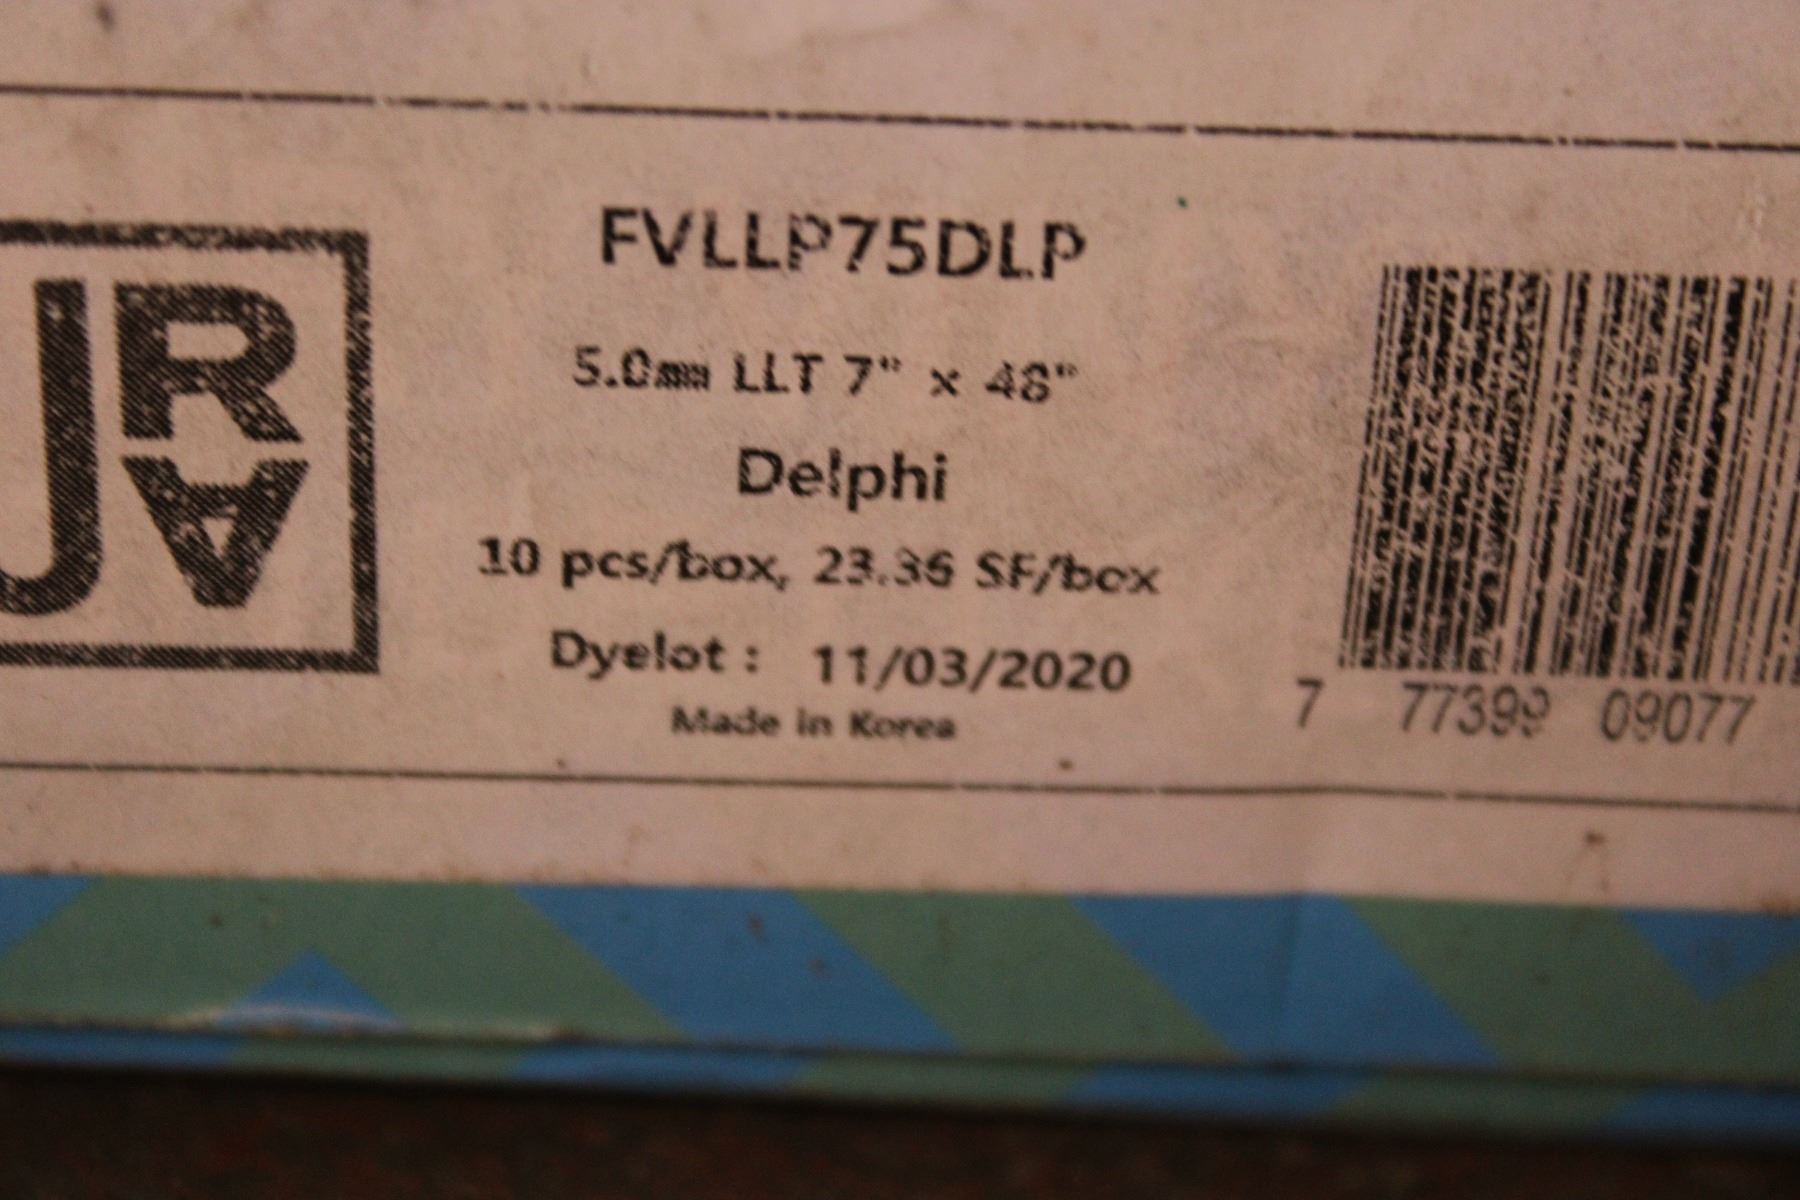 JRA
FVLLP75DLP
5.0mm LLT 7" x 48"
Delphi
10 pcs/box, 23.36 SF/box
Dyelot : 11/03/2020
Made in Korea
7 77399 09077